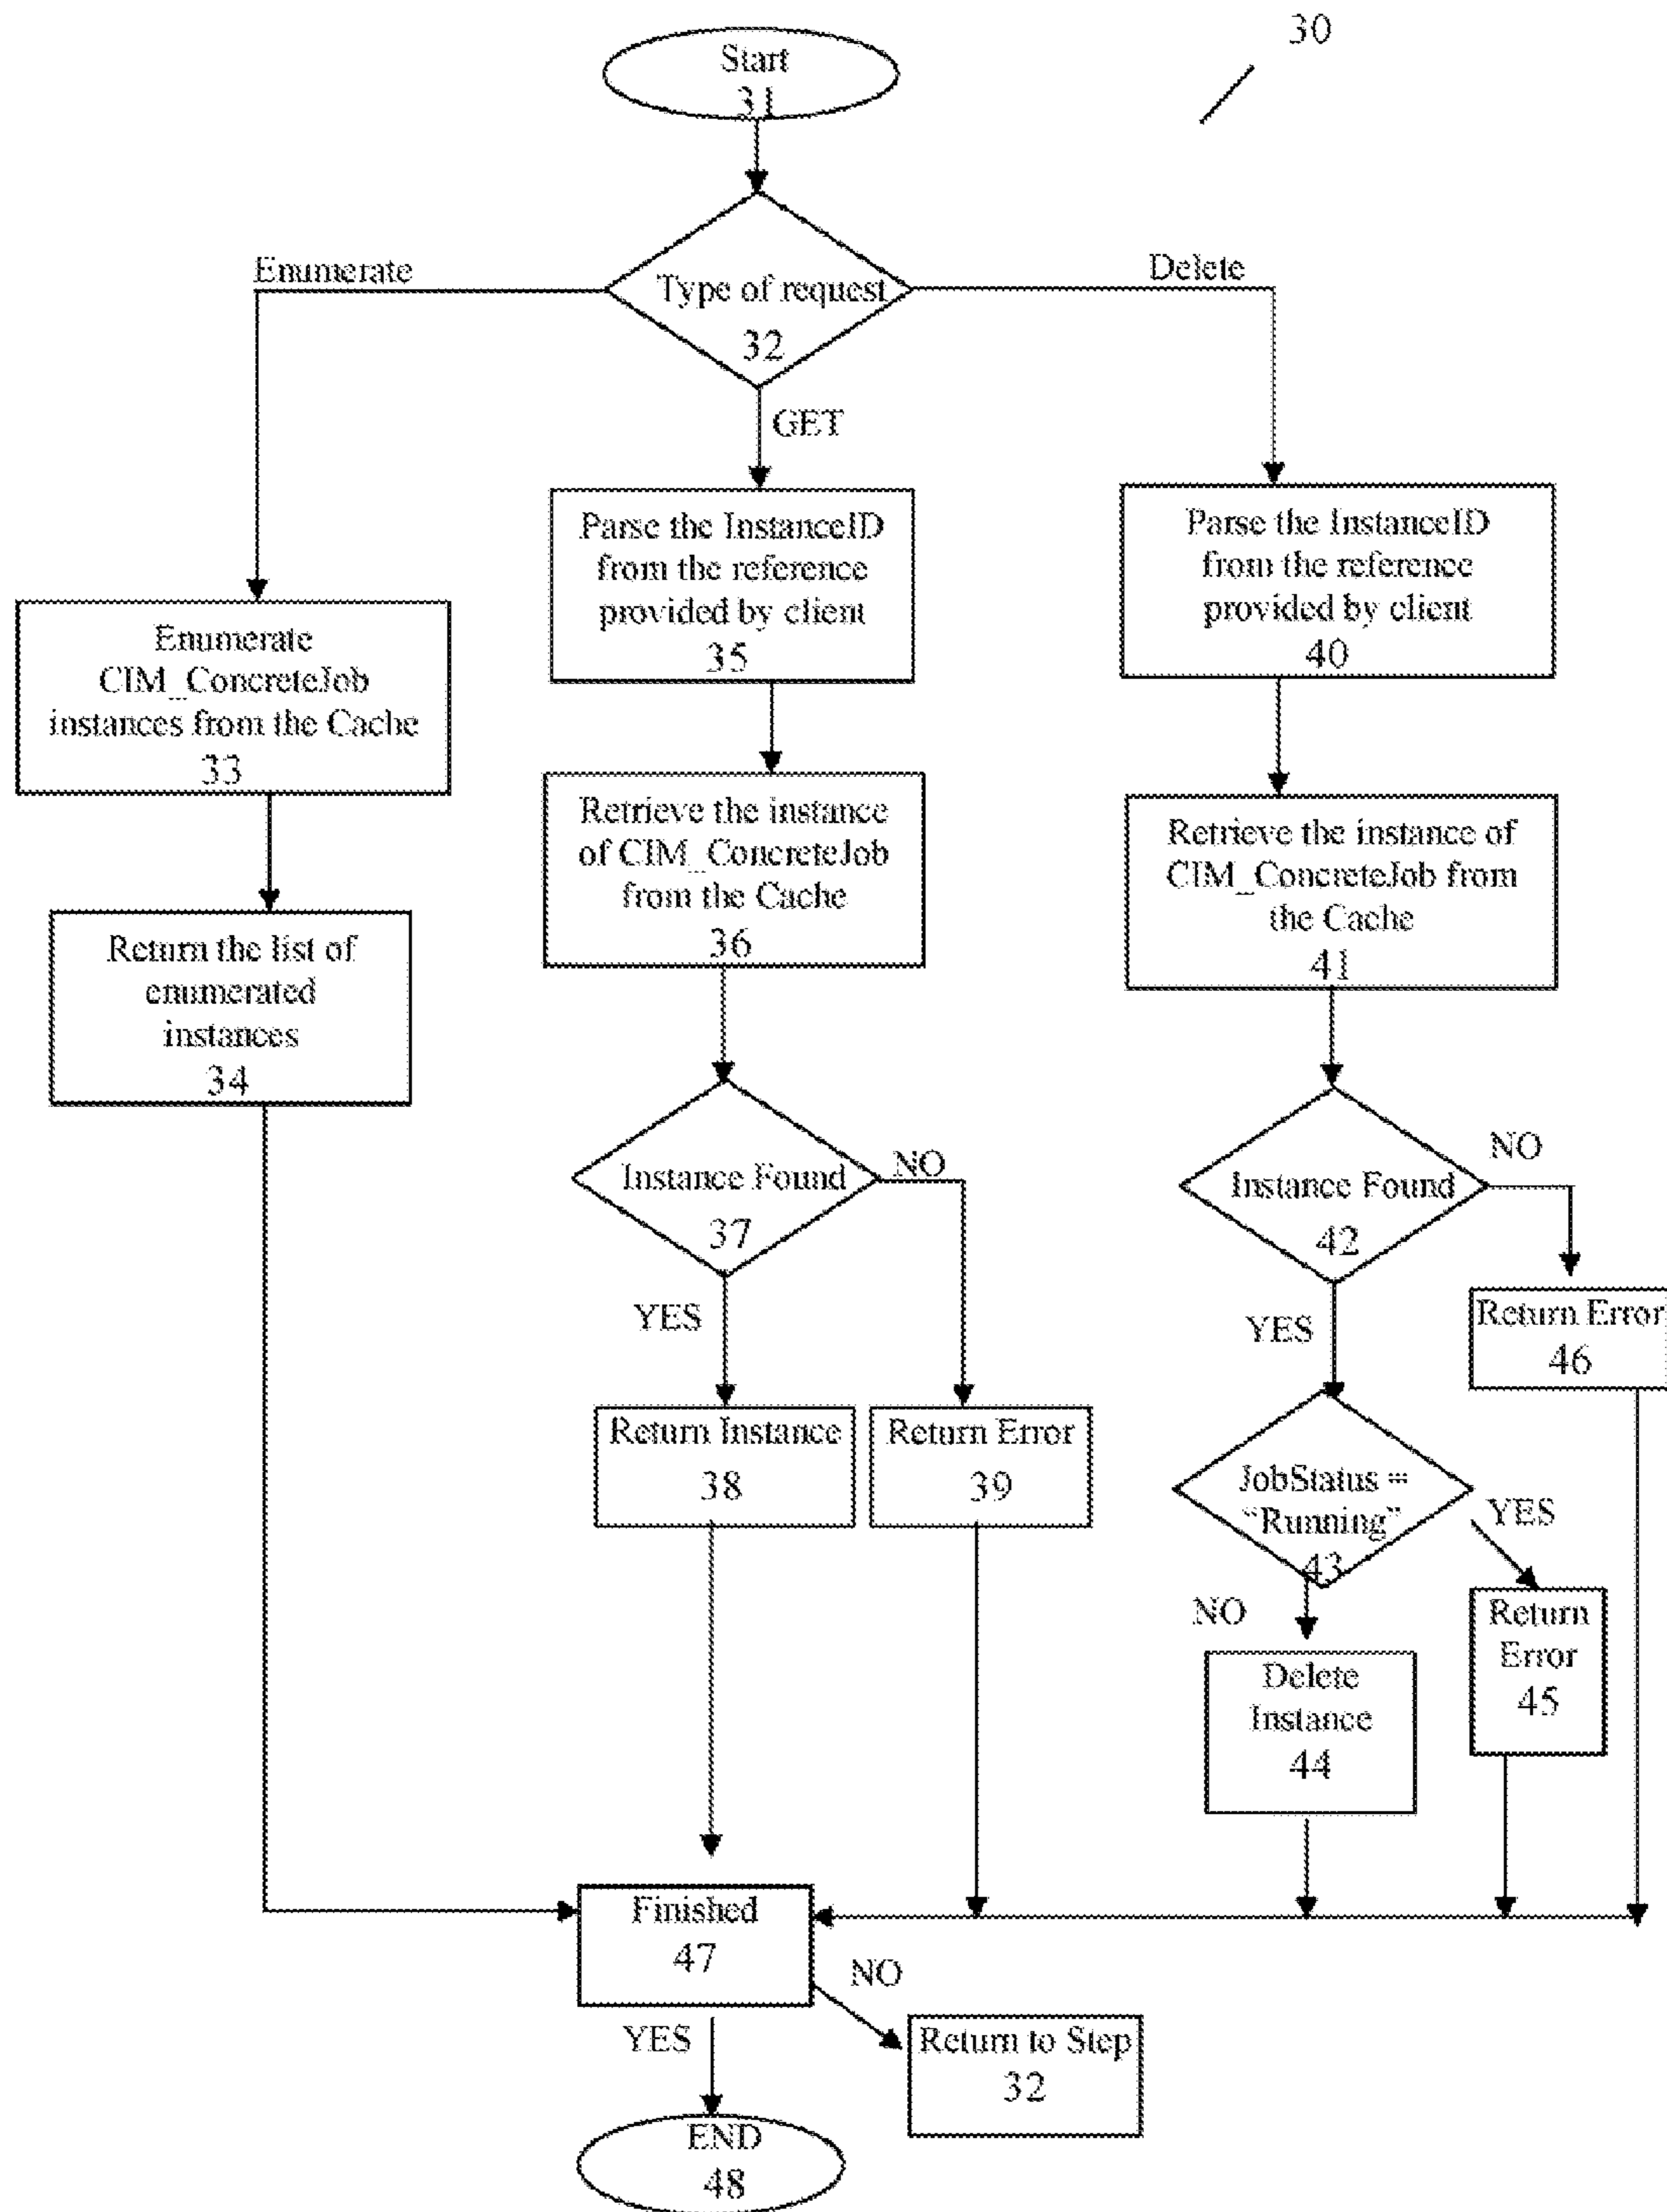 30
Start
31
Type of request
32
Enumerate
Delete
GET
Enumerate
CIM_ConcreteJob
instances from the Cache
33
Return the list of
enumerated
instances
34
Parse the InstanceID
from the reference
provided by client
35
Retrieve the instance
of CIM_ConcreteJob
from the Cache
36
Instance Found
37
NO
YES
Return Instance
38
Return Error
39
Parse the InstanceID
from the reference
provided by client
40
Retrieve the instance of
CIM_ConcreteJob from
the Cache
41
Instance Found
42
NO
YES
Return Error
46
JobStatus =
“Running”
43
YES
NO
Return
Error
45
Delete
Instance
44
Finished
47
NO
YES
Return to Step
32
END
48